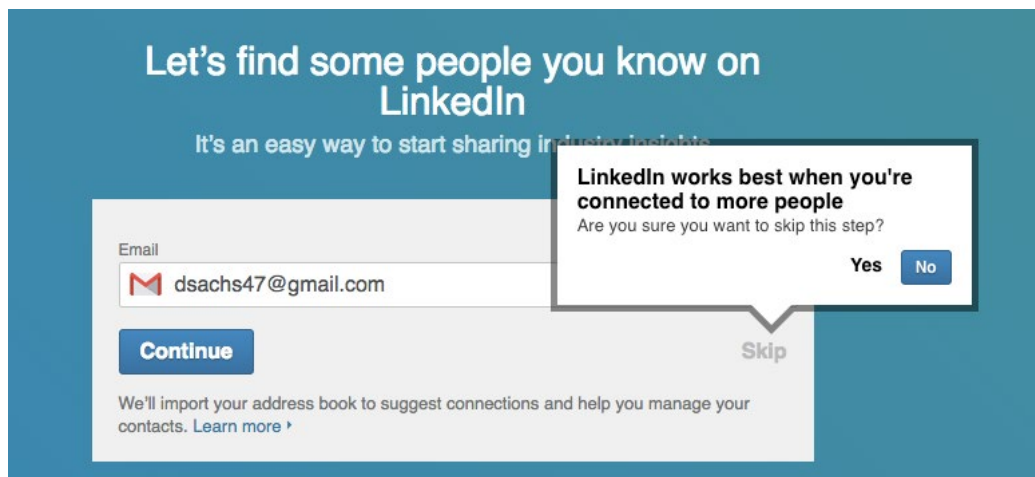 Let's find some people you know on
LinkedIn
It's an easy way to start sharing industry insights
LinkedIn works best when you're
connected to more people
Are you sure you want to skip this step?
Yes No
Email
dsachs47@gmail.com
Continue
Skip
We'll import your address book to suggest connections and help you manage your
contacts. Learn more ‣